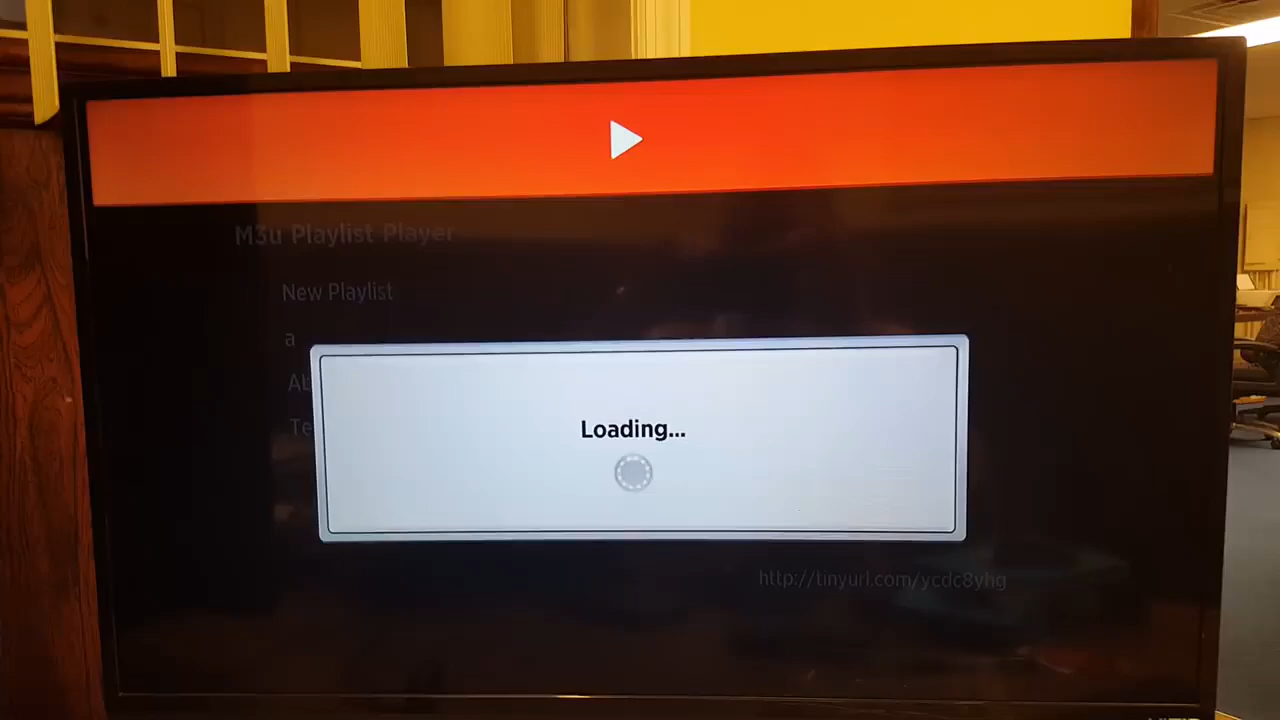 M3u Playlist Player
New Playlist
a
Loading...
http://tinyurl.com/ycdc8yhg